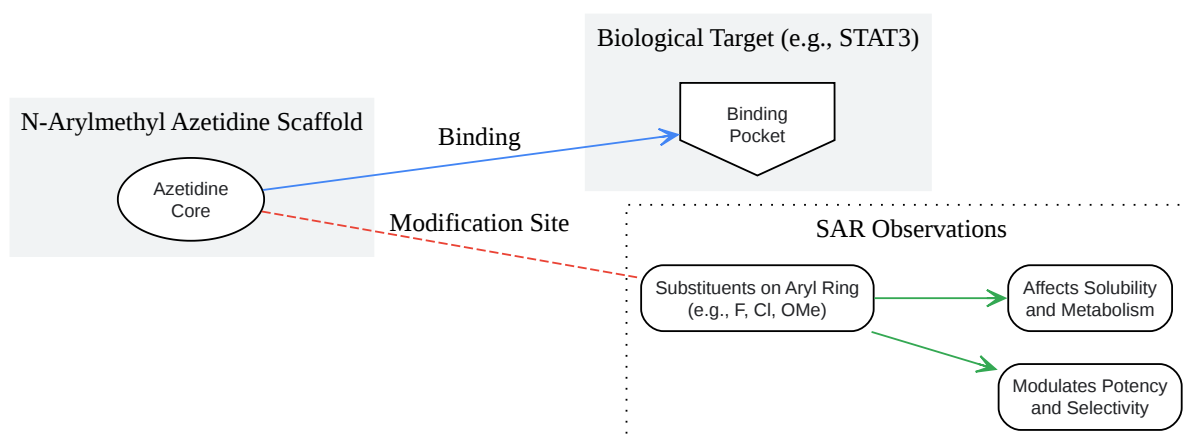 Biological Target (e.g., STAT3)
Binding
Pocket
N-Arylmethyl Azetidine Scaffold
Azetidine
Core
Binding
Modification Site
SAR Observations
Substituents on Aryl Ring
(e.g., F, Cl, OMe)
Affects Solubility
and Metabolism
Modulates Potency
and Selectivity